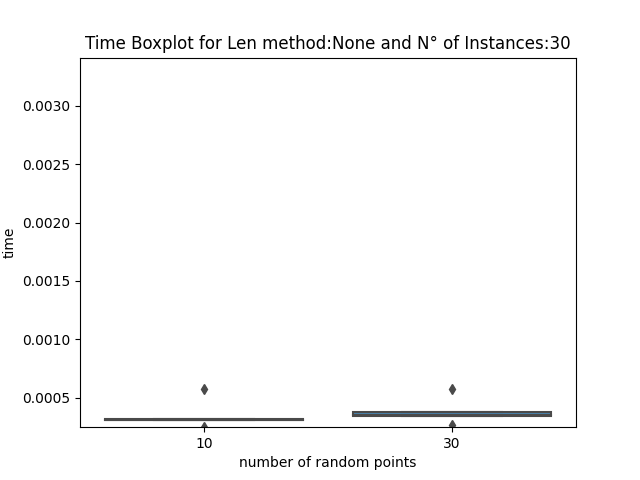 Time Boxplot for Len method:None and N° of Instances:30
0.0030
0.0025
0.0020
0.0015
0.0010
0.0005
time
10
30
number of random points